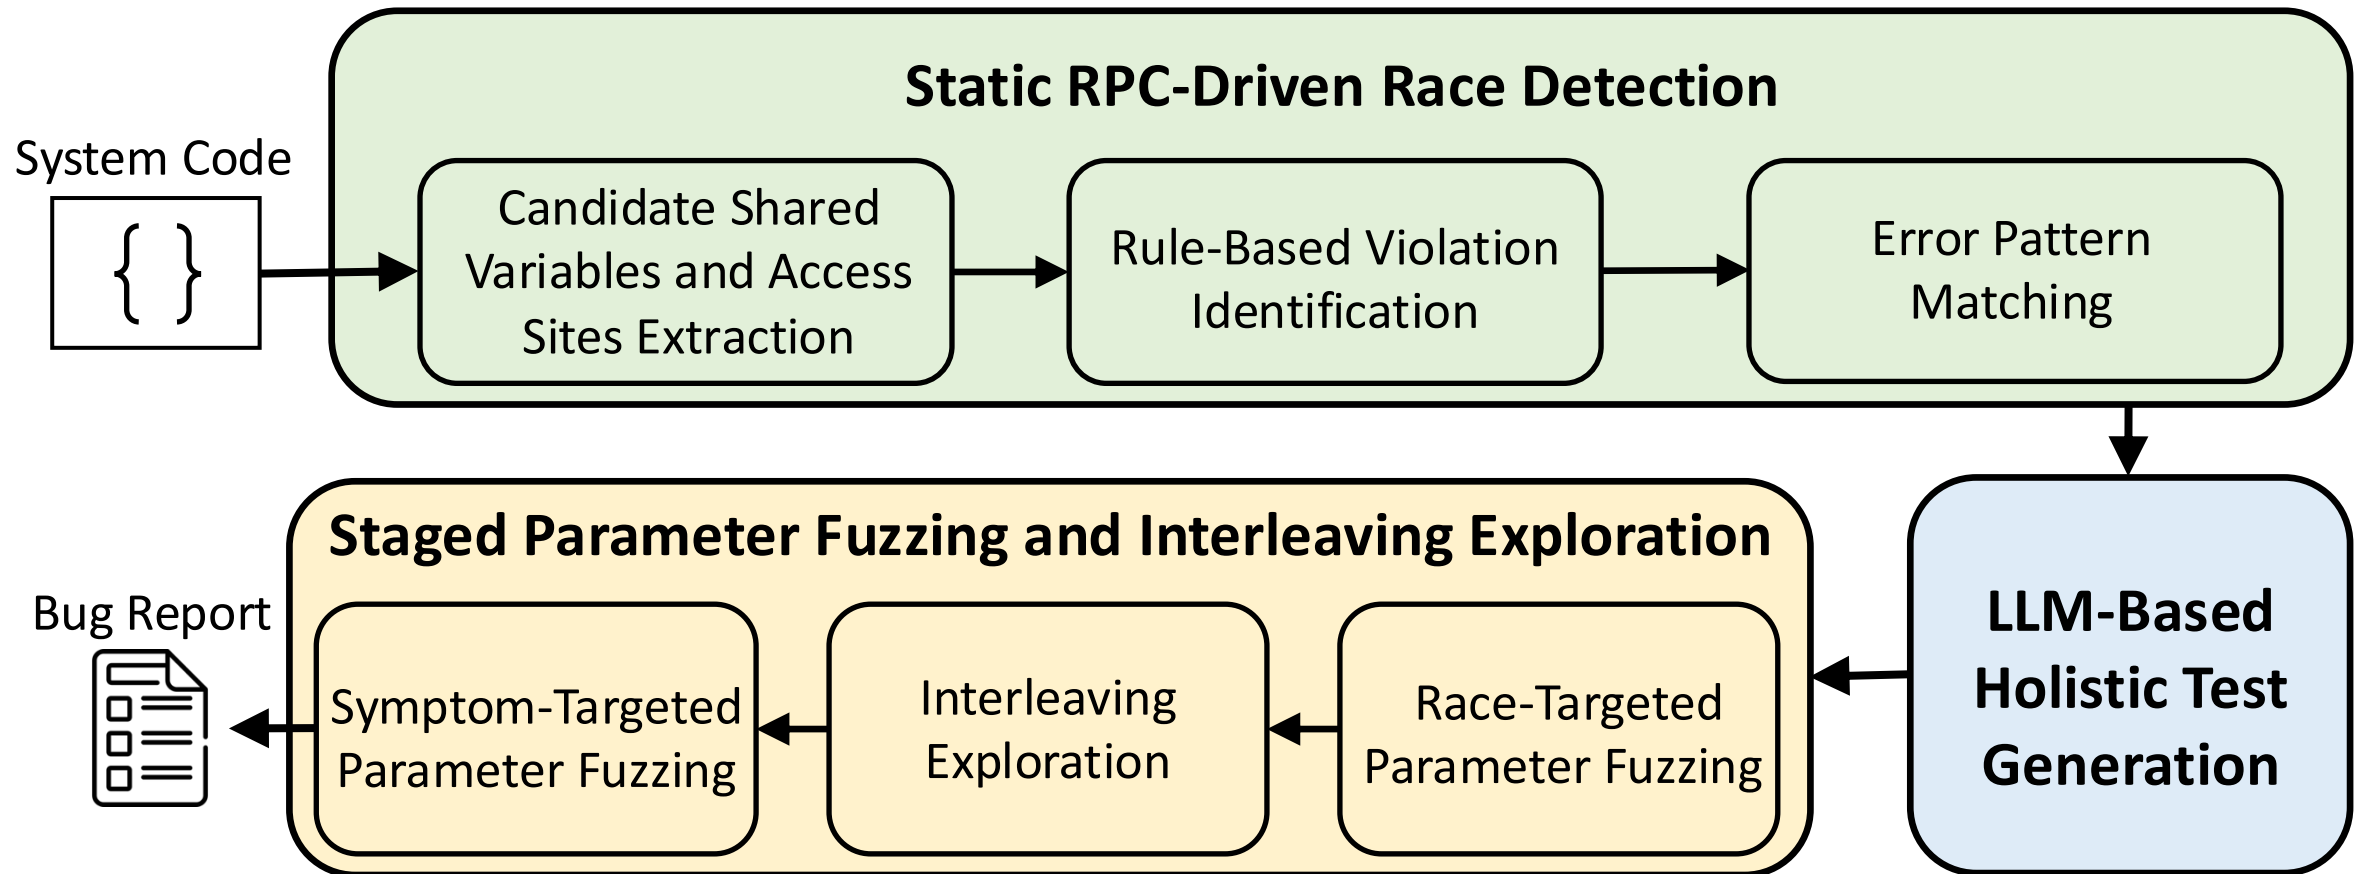 Static RPC-Driven Race Detection
System Code
{ }
Candidate Shared
Variables and Access
Sites Extraction
Rule-Based Violation
Identification
Error Pattern
Matching
LLM-Based
Holistic Test
Generation
Staged Parameter Fuzzing and Interleaving Exploration
Race-Targeted
Parameter Fuzzing
Interleaving
Exploration
Symptom-Targeted
Parameter Fuzzing
Bug Report